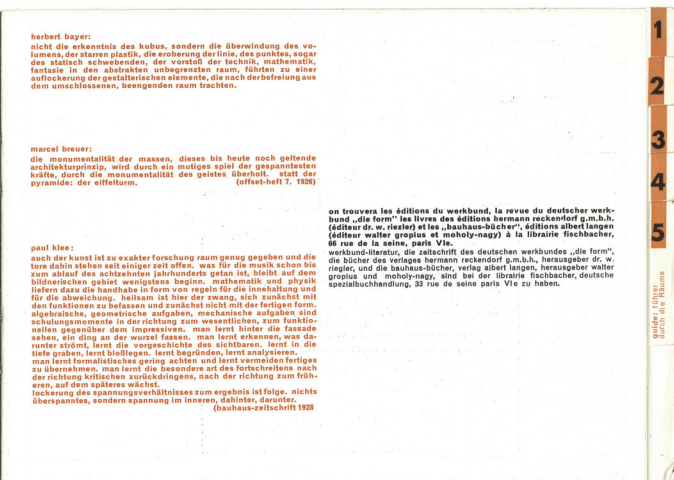 herbert bayer:
nicht die erkenntnis des kubus, sondern die überwindung des vo-
lumens, der starren plastik, die eroberung der linie, des punktes, sogar
des statisch schwebenden, der vorstoß der technik, mathematik,
fantasie in den abstrakten unbegrenzten raum, führten zu einer
auflockerung der gestalterischen elemente, die nach der befreiung aus
dem umschlossenen, beengenden raum trachten.
marcel breuer:
die monumentalität der massen, dieses bis heute noch geltende
architekturprinzip, wird durch ein mutiges spiel der gespanntesten
kräfte, durch die monumentalität des geistes überholt. statt der
pyramide: der eiffelturm. (offset-heft 7. 1926)
paul klee:
auch der kunst ist zu exakter forschung raum genug gegeben und die
tore dahin stehen seit einiger zeit offen. was für die musik schon bis
zum ablauf des achtzehnten jahrhunderts getan ist, bleibt auf dem
bildnerischen gebiet wenigstens beginn. mathematik und physik
liefern dazu die handhabe in form von regeln für die innehaltung und
für die abweichung. heilsam ist hier der zwang, sich zunächst mit
den funktionen zu befassen und zunächst nicht mit der fertigen form.
algebraische, geometrische aufgaben, mechanische aufgaben sind
schulungsmomente in der richtung zum wesentlichen, zum funktio-
nellen gegenüber dem impressiven. man lernt hinter die fassade
sehen, ein ding an der wurzel fassen. man lernt erkennen, was da-
runter strömt, lernt die vorgeschichte des sichtbaren. lernt in die
tiefe graben, lernt bloßlegen. lernt begründen, lernt analysieren.
man lernt formalistisches gering achten und lernt vermeiden fertiges
zu übernehmen. man lernt die besondere art des fortschreitens nach
der richtung kritischen zurückdringens, nach der richtung zum früh-
eren, auf dem späteres wächst.
lockerung des spannungsverhältnisses zum ergebnis ist folge. nichts
überspanntes, sondern spannung im inneren, dahinter, darunter.
(bauhaus-zeitschrift 1928
on trouvera les éditions du werkbund, la revue du deutscher werk-
bund „die form" les livres des éditions hermann reckendorf g.m.b.h.
(éditeur dr. w. riezler) et les „bauhaus-bücher", éditions albert langen
(éditeur walter gropius et moholy-nagy) à la librairie fischbacher,
66 rue de la seine, paris VIe.
werkbund-literatur, die zeitschrift des deutschen werkbundes „die form",
die bücher des verlages hermann reckendorf g.m.b.h., herausgeber dr. w.
riegler, und die bauhaus-bücher, verlag albert langen, herausgeber walter
gropius und moholy-nagy, sind bei der librairie fischbacher, deutsche
spezialbuchhandlung, 33 rue de seine paris VIe zu haben.
1
2
3
4
5
guide: führer
durch die Räume